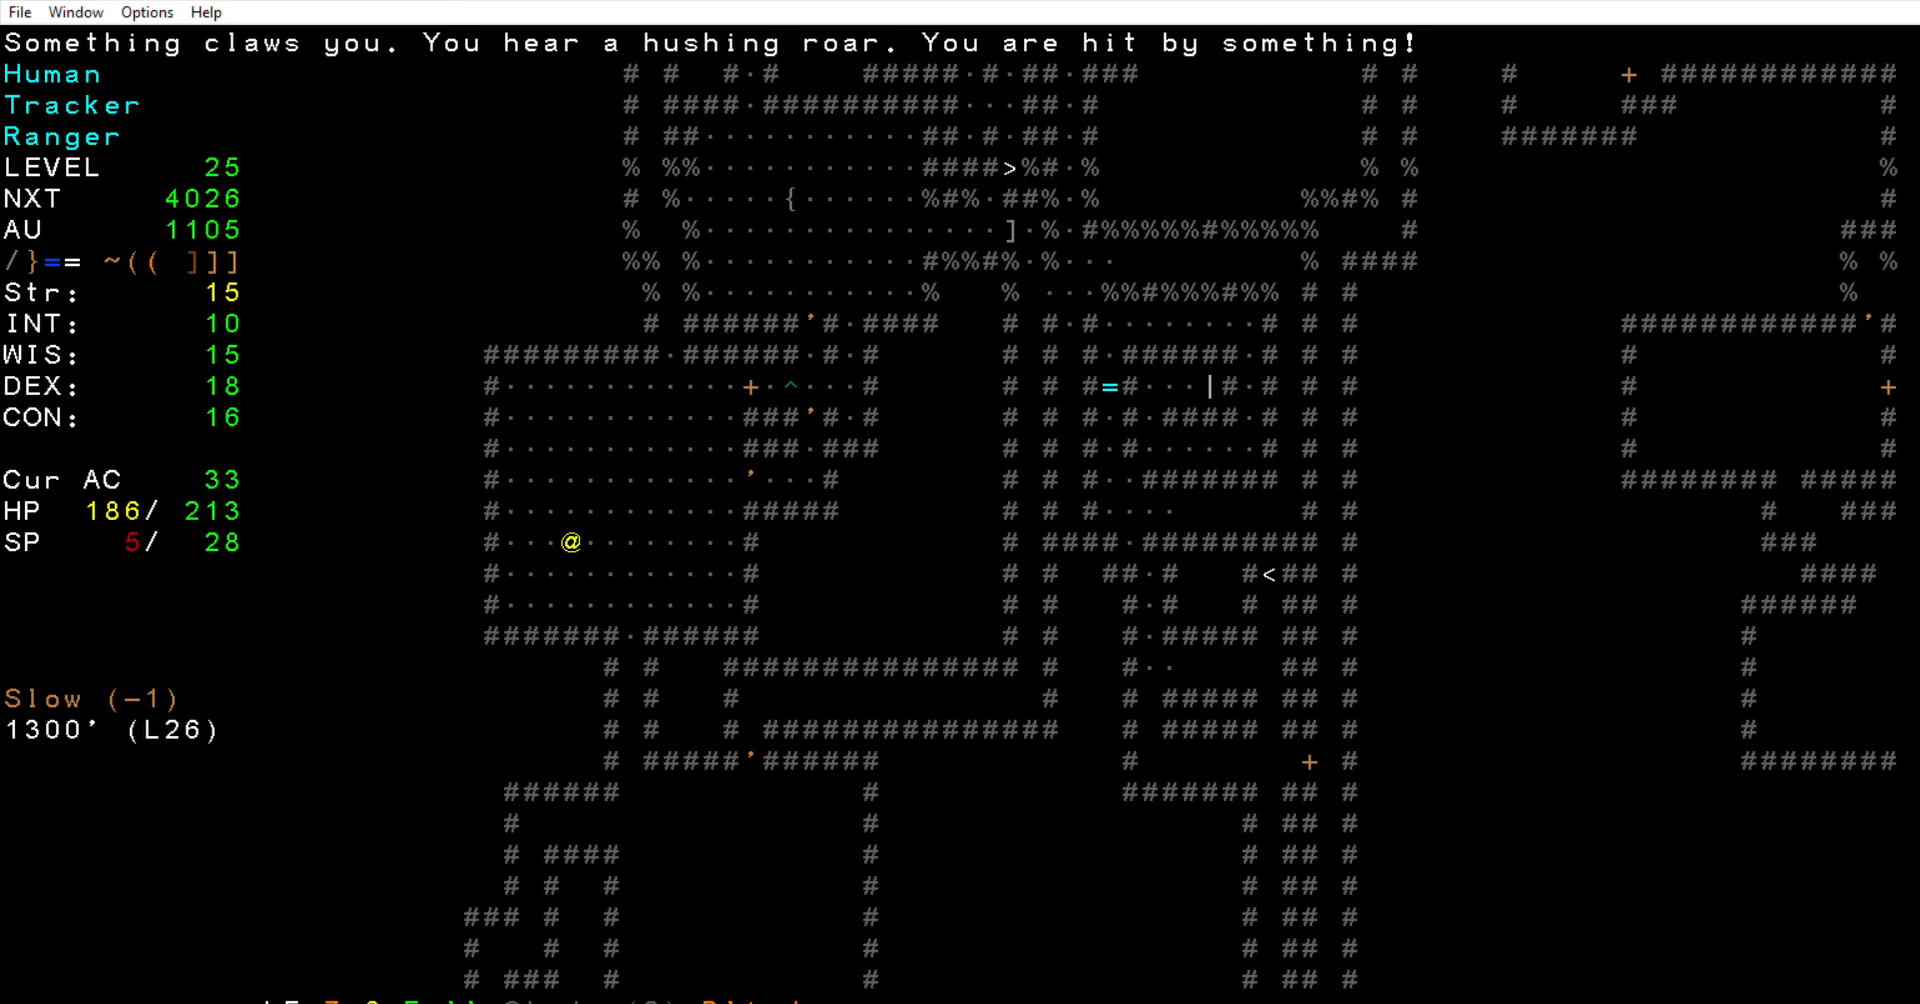 File Window Options Help
Something claws you. You hear a hushing roar. You are hit by something!
Human
Tracker
Ranger
LEVEL 25
NXT 4026
AU 1105
/}== ~(( ]]]
Str: 15
INT: 10
WIS: 15
DEX: 18
CON: 16
Cur AC 33
HP 186/ 213
SP 5/ 28
Slow (-1)
1300' (L26)